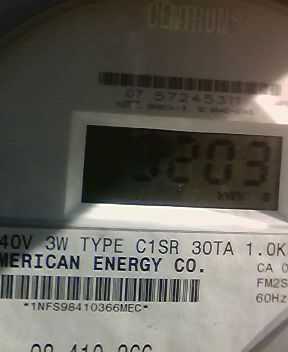 CENTRON
07 57245311
9203
kWh
40V 3W TYPE C1SR 30TA 1.0K
MERICAN ENERGY CO.
CA 0
FM2S
60Hz
*1NFS98410366MEC*